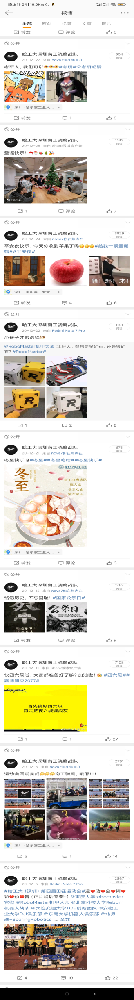 晚上11:04 | 18.0K/s
微博
全部 原创 视频 文章 图片
转发 评论 8
公开
哈工大深圳南工骁鹰战队
904
阅读
20-12-27 来自 nova7你在焦点在
考研人，我们可以#考研#考研超话
深圳·哈尔滨工业大...
转发 1 8
公开
哈工大深圳南工骁鹰战队
1143
阅读
20-12-25 来自 Share微博客户端
圣诞快乐！
1 评论 7
公开
哈工大深圳南工骁鹰战队
3829
阅读
20-12-24 来自 nova7你在焦点在
平安夜快乐，今天你收到苹果了吗#给我一顶圣诞
帽##平安夜#
舞！起！来！
深圳·哈尔滨工业大...
转发 4 6
公开
哈工大深圳南工骁鹰战队
1121
阅读
20-12-22 来自 Redmi Note 7 Pro
小孩子才做选择
@RoboMaster机甲大师 :年轻人，你想要金矿石，还是银矿
石？#RoboMaster#
1 2 8
公开
哈工大深圳南工骁鹰战队
676
阅读
20-12-21 来自 nova7你在焦点在
冬至快乐呀#冬至##冬至吃啥##冬至快乐#
冬至
南工骁鹰战队
祝大家
冬至欢愉
常安常乐
深圳·哈尔滨工业大...
转发 评论 3
公开
哈工大深圳南工骁鹰战队
1282
阅读
20-12-13 来自 nova7你在焦点在
铭记历史，不忘国耻！#国家公祭日#
公祭日
转发 评论 9
公开
哈工大深圳南工骁鹰战队
7108
阅读
20-12-11 来自 Share微博客户端
快四六级啦，大家都准备好了嘛？加油嗷！#四六级##
赛博朋克2077#
首先搞好四六级
再去把夜之城烧成灰
1 1 27
公开
哈工大深圳南工骁鹰战队
2791
阅读
20-12-5 来自 nova7你在焦点在
运动会圆满完成南工骁鹰，哦耶!!!
深圳·哈尔滨工业大...
3 1 14
公开
哈工大深圳南工骁鹰战队
2867
阅读
20-12-5 来自 Redmi Note 7 Pro
#哈工大（深圳）第四届田径运动会#运动会精
彩预告（正片稍后来袭~）@重庆大学robomaster
官微 @RoboMaster机甲大师 @北京科技大学Reborn
机器人战队 @大连交通大学TOE创新团队 @安徽工
业大学DJI俱乐部 @东南大学机器人俱乐部 @北师
珠-SoaringRobotics ... 全文
4 10 22